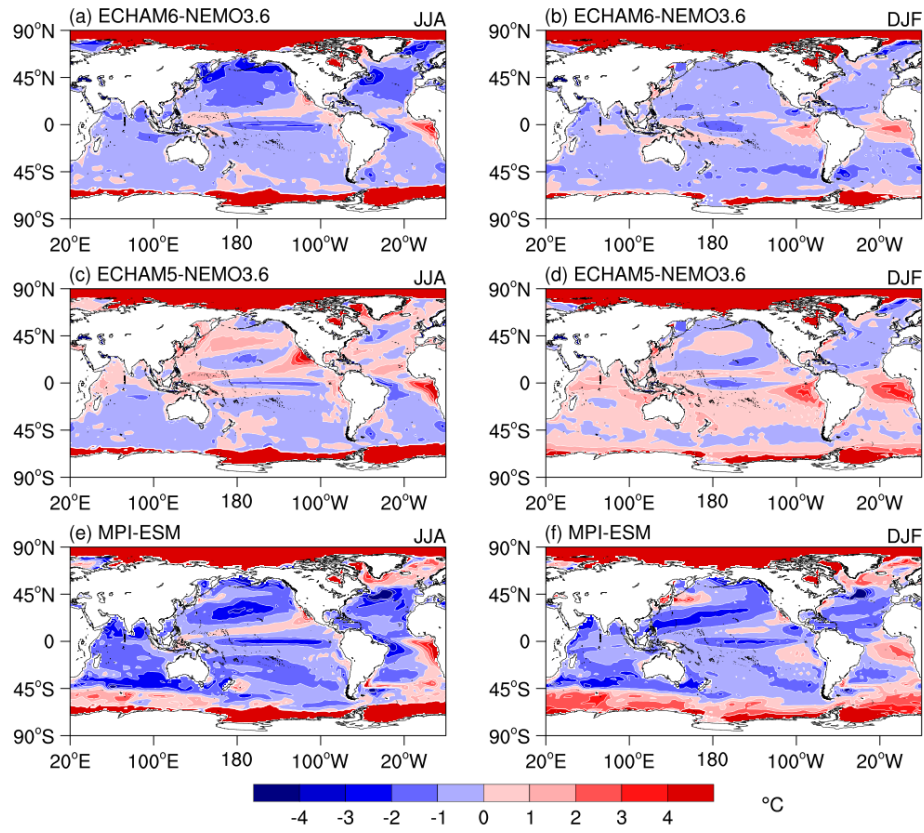 (a) ECHAM6-NEMO3.6 JJA
90°N
45°N
0
45°S
90°S
20°E 100°E 180 100°W 20°W
(b) ECHAM6-NEMO3.6 DJF
90°N
45°N
0
45°S
90°S
20°E 100°E 180 100°W 20°W
(c) ECHAM5-NEMO3.6 JJA
90°N
45°N
0
45°S
90°S
20°E 100°E 180 100°W 20°W
(d) ECHAM5-NEMO3.6 DJF
90°N
45°N
0
45°S
90°S
20°E 100°E 180 100°W 20°W
(e) MPI-ESM JJA
90°N
45°N
0
45°S
90°S
20°E 100°E 180 100°W 20°W
(f) MPI-ESM DJF
90°N
45°N
0
45°S
90°S
20°E 100°E 180 100°W 20°W
-4 -3 -2 -1 0 1 2 3 4 °C